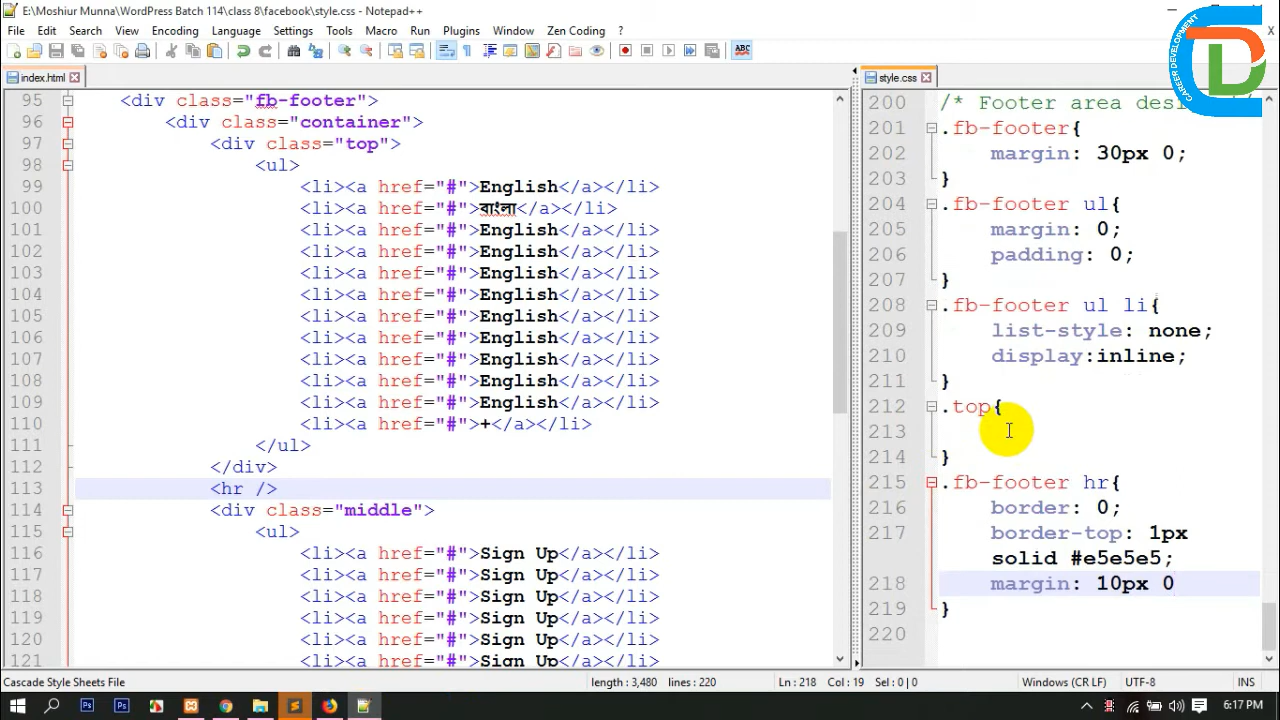 E:\Moshiur Munna\WordPress Batch 114\class 8\facebook\style.css - Notepad++
File Edit Search View Encoding Language Settings Tools Macro Run Plugins Window Zen Coding ? X
index.html
95 <div class="fb-footer">
96 <div class="container">
97 <div class="top">
98 <ul>
99 <li><a href="#">English</a></li>
100 <li><a href="#">বাংলা</a></li>
101 <li><a href="#">English</a></li>
102 <li><a href="#">English</a></li>
103 <li><a href="#">English</a></li>
104 <li><a href="#">English</a></li>
105 <li><a href="#">English</a></li>
106 <li><a href="#">English</a></li>
107 <li><a href="#">English</a></li>
108 <li><a href="#">English</a></li>
109 <li><a href="#">English</a></li>
110 <li><a href="#">+</a></li>
111 </ul>
112 </div>
113 <hr />
114 <div class="middle">
115 <ul>
116 <li><a href="#">Sign Up</a></li>
117 <li><a href="#">Sign Up</a></li>
118 <li><a href="#">Sign Up</a></li>
119 <li><a href="#">Sign Up</a></li>
120 <li><a href="#">Sign Up</a></li>
121 <li><a href="#">Sign Up</a></li>
style.css
200 /* Footer area
201 .fb-footer{
202 margin: 30px 0;
203 }
204 .fb-footer ul{
205 margin: 0;
206 padding: 0;
207 }
208 .fb-footer ul li{
209 list-style: none;
210 display:inline;
211 }
212 .top{
213
214 }
215 .fb-footer hr{
216 border: 0;
217 border-top: 1px
solid #e5e5e5;
218 margin: 10px 0
219 }
220
CAREER DEVELOPMENT
ABC
Cascade Style Sheets File length : 3,480 lines : 220 Ln : 218 Col : 19 Sel : 0 | 0 Windows (CR LF) UTF-8 INS
6:17 PM